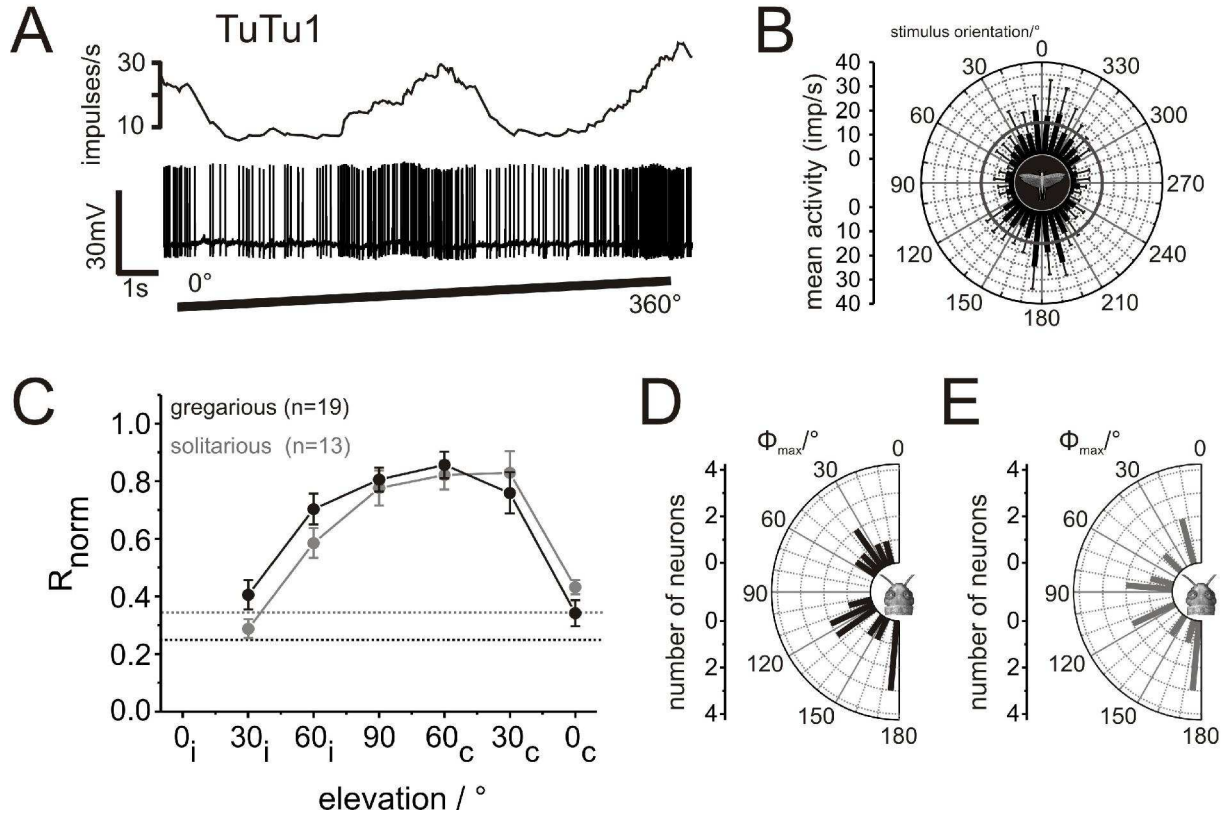 A
TuTu1
impulses/s
30
10
30mV
1s
0°
360°
B
stimulus orientation/°
mean activity (imp/s)
40
30
20
10
0
0
10
20
30
40
0
30
60
90
120
150
180
210
240
270
300
330
C
gregarious (n=19)
solitarious (n=13)
R norm
1.0
0.8
0.6
0.4
0.2
0.0
0i 30i 60i 90 60c 30c 0c
elevation / °
D
Φmax/°
number of neurons
4
2
0
0
2
4
0
30
60
90
120
150
180
E
Φmax/°
number of neurons
4
2
0
0
2
4
0
30
60
90
120
150
180